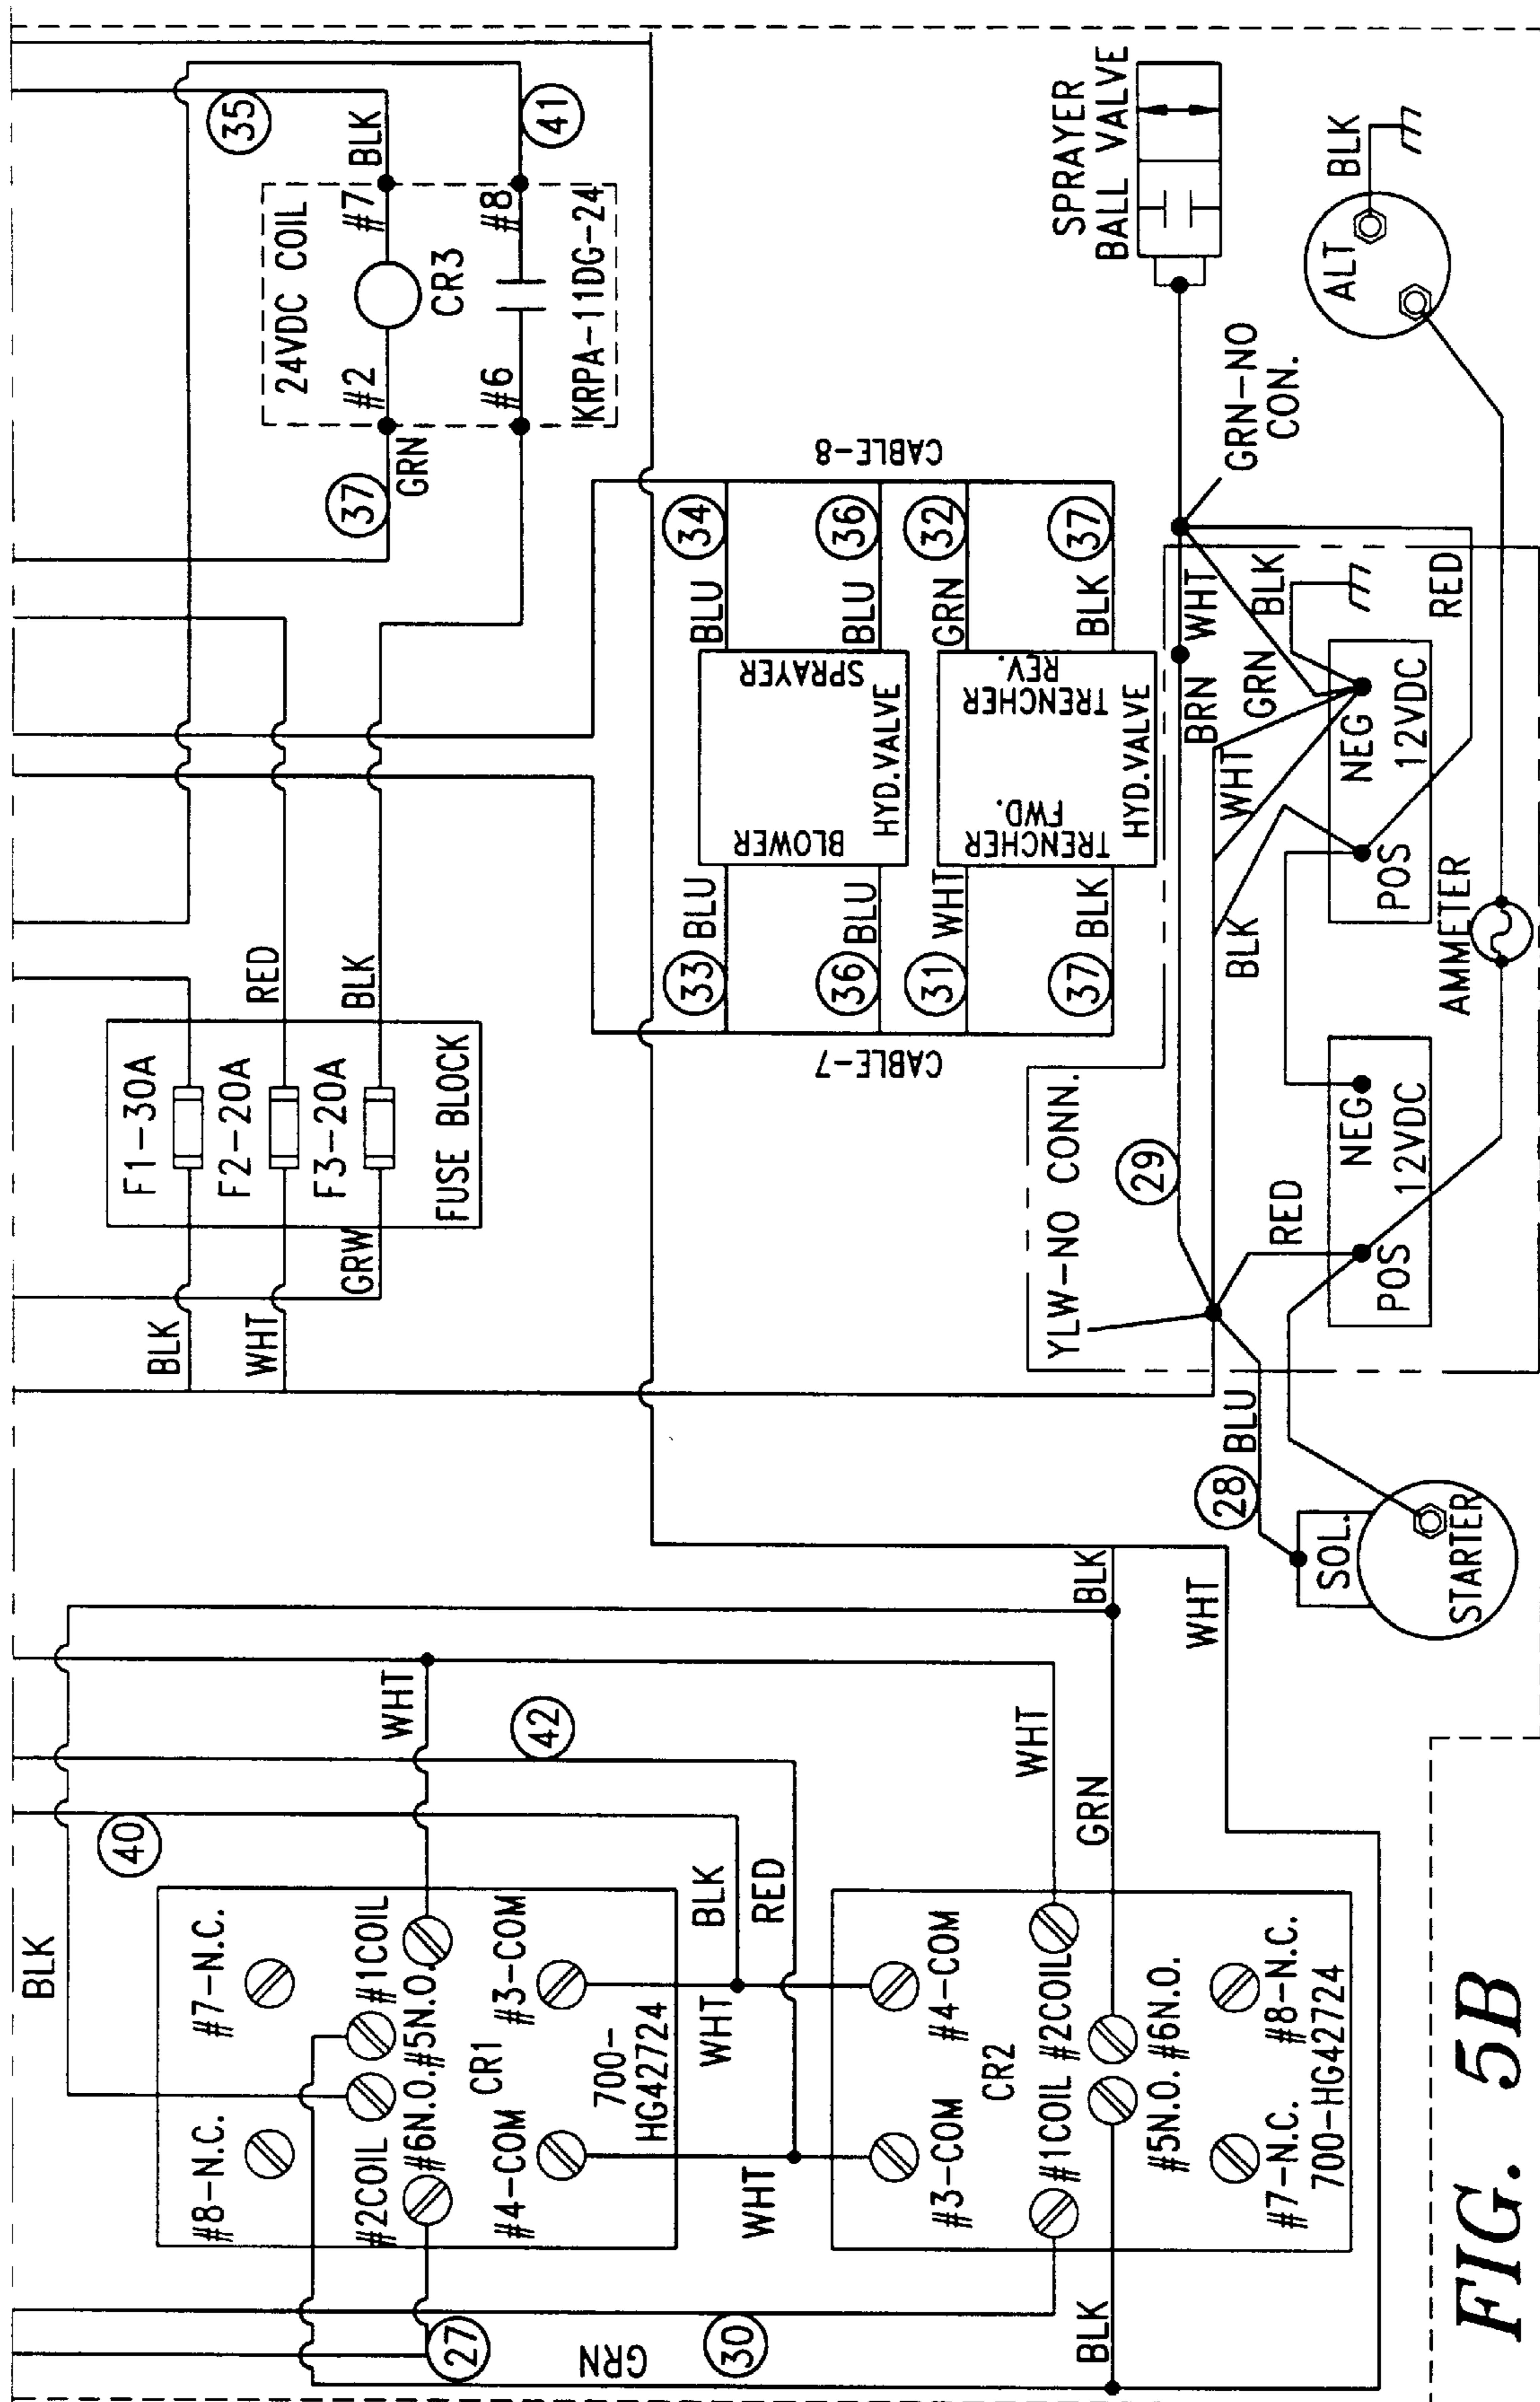 35
BLK
41
24VDC COIL
#7
#8
CR3
#2
#6
KRPA-11DG-24
37
GRN
F1-30A
F2-20A
F3-20A
FUSE BLOCK
RED
BLK
GRW
BLK
WHT
CABLE-8
34
BLU
36
BLU
32
GRN
37
BLK
SPRAYER
BLOWER
HYD.VALVE
TRENCHER
REV.
TRENCHER
FWD.
HYD.VALVE
33
BLU
36
BLU
31
WHT
37
BLK
CABLE-7
SPRAYER
BALL VALVE
GRN-NO
CON.
ALT
BLK
WHT
BRN
BLK
GRN
WHT
BLK
RED
NEG
POS
12VDC
AMMETER
NEG
POS
12VDC
YLW-NO CONN.
29
RED
28
BLU
SOL.
STARTER
BLK
40
42
WHT
#7-N.C.
#8-N.C.
#1COIL
#2COIL
#5N.O.
#6N.O.
CR1
#3-COM
#4-COM
700-
HG42724
BLK
RED
WHT
WHT
#4-COM
#3-COM
CR2
#2COIL
#1COIL
#6N.O.
#5N.O.
#8-N.C.
#7-N.C.
700-HG42724
WHT
GRN
BLK
WHT
27
GRN
30
BLK
FIG. 5B